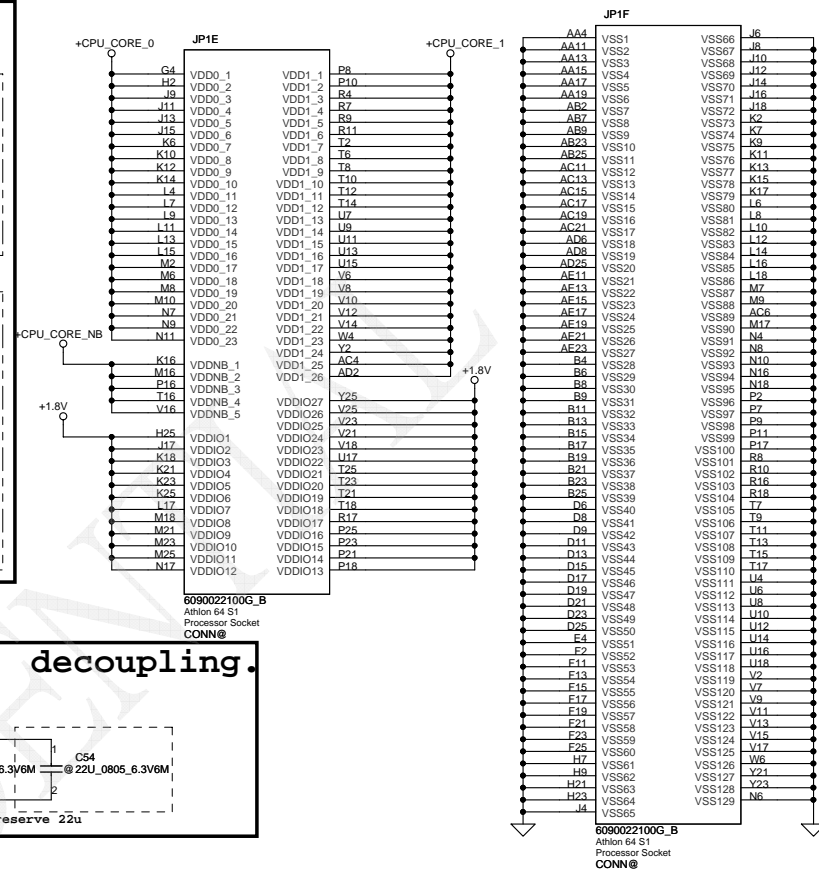 JP1E
+CPU_CORE_0
+CPU_CORE_1
G4 VDD0_1 VDD1_1 P8
H2 VDD0_2 VDD1_2 P10
J9 VDD0_3 VDD1_3 R4
J11 VDD0_4 VDD1_4 R7
J13 VDD0_5 VDD1_5 R9
J15 VDD0_6 VDD1_6 R11
K6 VDD0_7 VDD1_7 T2
K10 VDD0_8 VDD1_8 T6
K12 VDD0_9 VDD1_9 T8
K14 VDD0_10 VDD1_10 T10
L4 VDD0_11 VDD1_11 T12
L7 VDD0_12 VDD1_12 T14
L9 VDD0_13 VDD1_13 U7
L11 VDD0_14 VDD1_14 U9
L13 VDD0_15 VDD1_15 U11
L15 VDD0_16 VDD1_16 U13
M2 VDD0_17 VDD1_17 U15
M6 VDD0_18 VDD1_18 V6
M8 VDD0_19 VDD1_19 V8
M10 VDD0_20 VDD1_20 V10
N7 VDD0_21 VDD1_21 V12
N9 VDD0_22 VDD1_22 V14
N11 VDD0_23 VDD1_23 W4
VDD1_24 Y2
+CPU_CORE_NB
K16 VDDNB_1 VDD1_25 AC4
M16 VDDNB_2 VDD1_26 AD2
P16 VDDNB_3
T16 VDDNB_4 VDDIO27 Y25
V16 VDDNB_5 VDDIO26 V25
+1.8V
+1.8V
VDDIO25 V23
H25 VDDIO1 VDDIO24 V21
J17 VDDIO2 VDDIO23 V18
K18 VDDIO3 VDDIO22 U17
K21 VDDIO4 VDDIO21 T25
K23 VDDIO5 VDDIO20 T23
K25 VDDIO6 VDDIO19 T21
L17 VDDIO7 VDDIO18 T18
M18 VDDIO8 VDDIO17 R17
M21 VDDIO9 VDDIO16 P25
M23 VDDIO10 VDDIO15 P23
M25 VDDIO11 VDDIO14 P21
N17 VDDIO12 VDDIO13 P18
6090022100G_B
Athlon 64 S1
Processor Socket
CONN@
decoupling.
1
C54
6.3V6M @22U_0805_6.3V6M
2
reserve 22u
JP1F
AA4 VSS1 VSS66 J6
AA11 VSS2 VSS67 J8
AA13 VSS3 VSS68 J10
AA15 VSS4 VSS69 J12
AA17 VSS5 VSS70 J14
AA19 VSS6 VSS71 J16
AB2 VSS7 VSS72 J18
AB7 VSS8 VSS73 K2
AB9 VSS9 VSS74 K7
AB23 VSS10 VSS75 K9
AB25 VSS11 VSS76 K11
AC11 VSS12 VSS77 K13
AC13 VSS13 VSS78 K15
AC15 VSS14 VSS79 K17
AC17 VSS15 VSS80 L6
AC19 VSS16 VSS81 L8
AC21 VSS17 VSS82 L10
AD6 VSS18 VSS83 L12
AD8 VSS19 VSS84 L14
AD25 VSS20 VSS85 L16
AE11 VSS21 VSS86 L18
AE13 VSS22 VSS87 M7
AE15 VSS23 VSS88 M9
AE17 VSS24 VSS89 AC6
AE19 VSS25 VSS90 M17
AE21 VSS26 VSS91 N4
AE23 VSS27 VSS92 N8
B4 VSS28 VSS93 N10
B6 VSS29 VSS94 N16
B8 VSS30 VSS95 N18
B9 VSS31 VSS96 P2
B11 VSS32 VSS97 P7
B13 VSS33 VSS98 P9
B15 VSS34 VSS99 P11
B17 VSS35 VSS100 P17
B19 VSS36 VSS101 R8
B21 VSS37 VSS102 R10
B23 VSS38 VSS103 R16
B25 VSS39 VSS104 R18
D6 VSS40 VSS105 T7
D8 VSS41 VSS106 T9
D9 VSS42 VSS107 T11
D11 VSS43 VSS108 T13
D13 VSS44 VSS109 T15
D15 VSS45 VSS110 T17
D17 VSS46 VSS111 U4
D19 VSS47 VSS112 U6
D21 VSS48 VSS113 U8
D23 VSS49 VSS114 U10
D25 VSS50 VSS115 U12
E4 VSS51 VSS116 U14
F2 VSS52 VSS117 U16
F11 VSS53 VSS118 U18
F13 VSS54 VSS119 V2
F15 VSS55 VSS120 V7
F17 VSS56 VSS121 V9
F19 VSS57 VSS122 V11
F21 VSS58 VSS123 V13
F23 VSS59 VSS124 V15
F25 VSS60 VSS125 V17
H7 VSS61 VSS126 W6
H9 VSS62 VSS127 Y21
H21 VSS63 VSS128 Y23
H23 VSS64 VSS129 N6
J4 VSS65
6090022100G_B
Athlon 64 S1
Processor Socket
CONN@